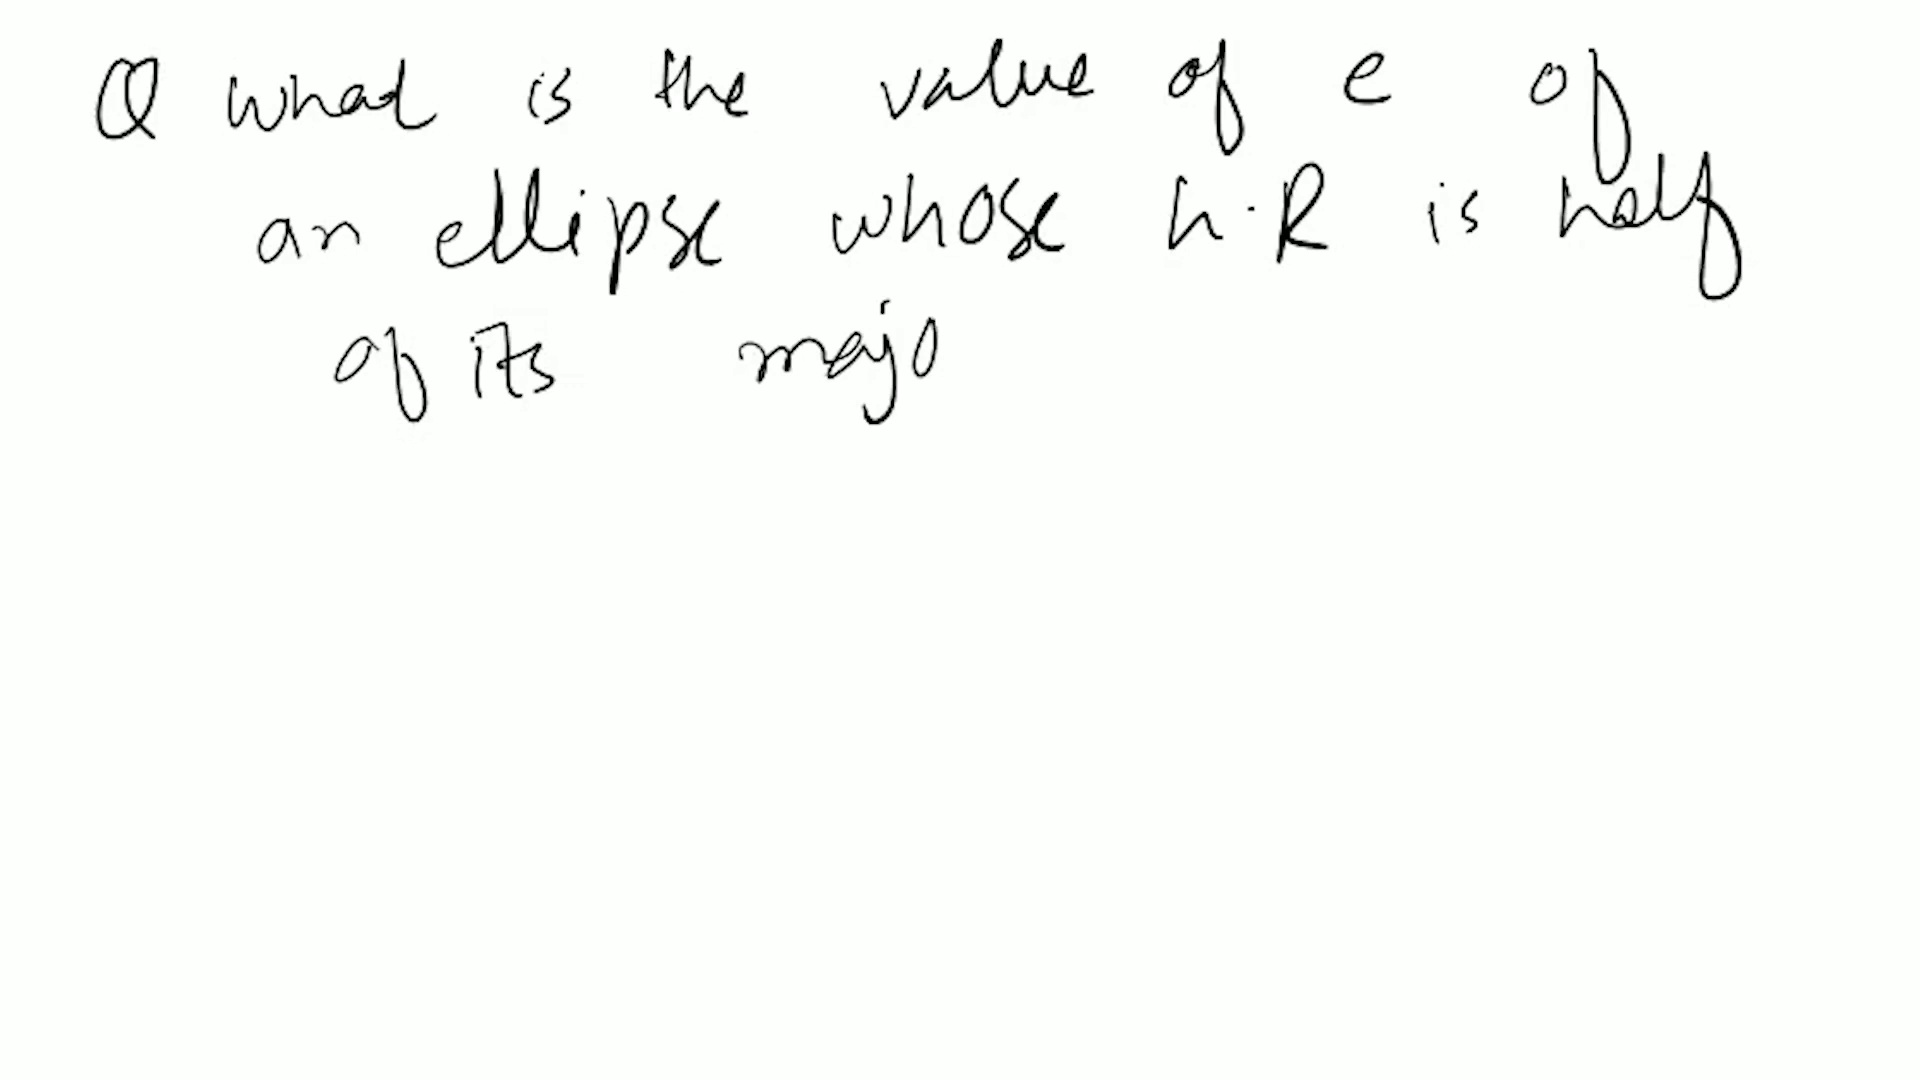 Q what is the value of e of
an ellipse whose h.R is half
of its majo